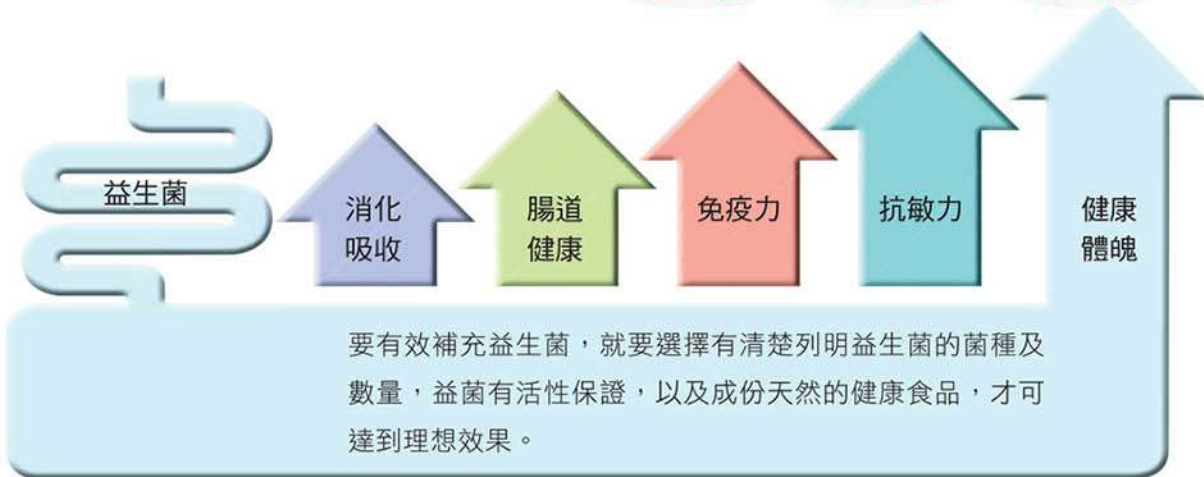 益生菌
消化
吸收
腸道
健康
免疫力
抗敏力
健康
體魄
要有效補充益生菌，就要選擇有清楚列明益生菌的菌種及
數量，益菌有活性保證，以及成份天然的健康食品，才可
達到理想效果。